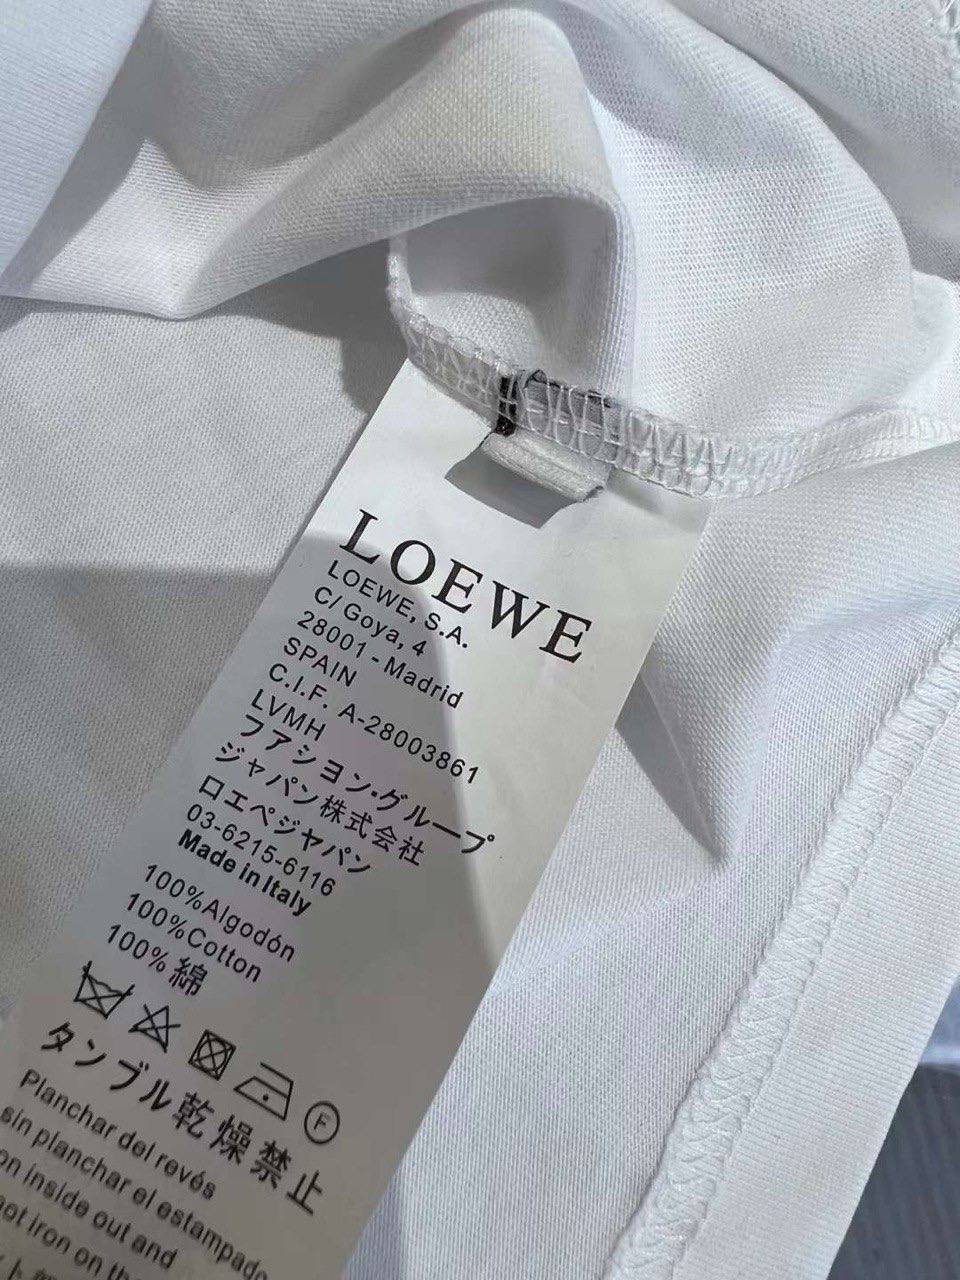 LOEWE
LOEWE, S.A.
C/ Goya, 4
28001 - Madrid
SPAIN
C.I.F. A-28003861
LVMH
ファション・グループ
ジャパン株式会社
ロエベジャパン
03-6215-6116
Made in Italy
100%Algodón
100%Cotton
100%綿
F
タンブル乾燥禁止
Planchar del revés
sin planchar el estampado
inside out and
iron on